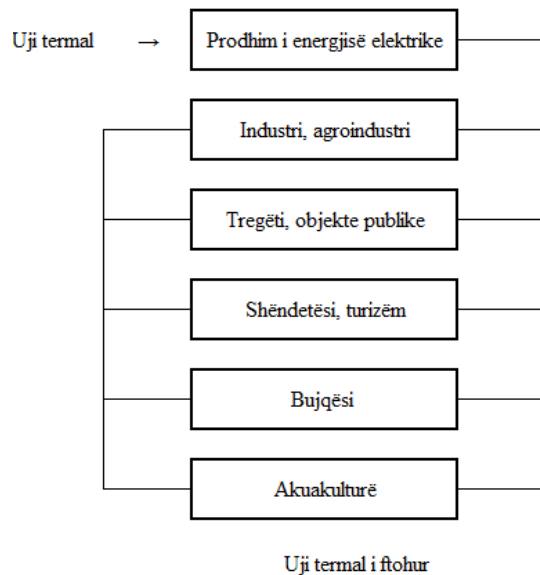 Uji termal → Prodhim i energjisë elektrike
Industri, agroindustri
Tregëti, objekte publike
Shëndetësi, turizëm
Bujqësi
Akuakulturë
Uji termal i ftohur